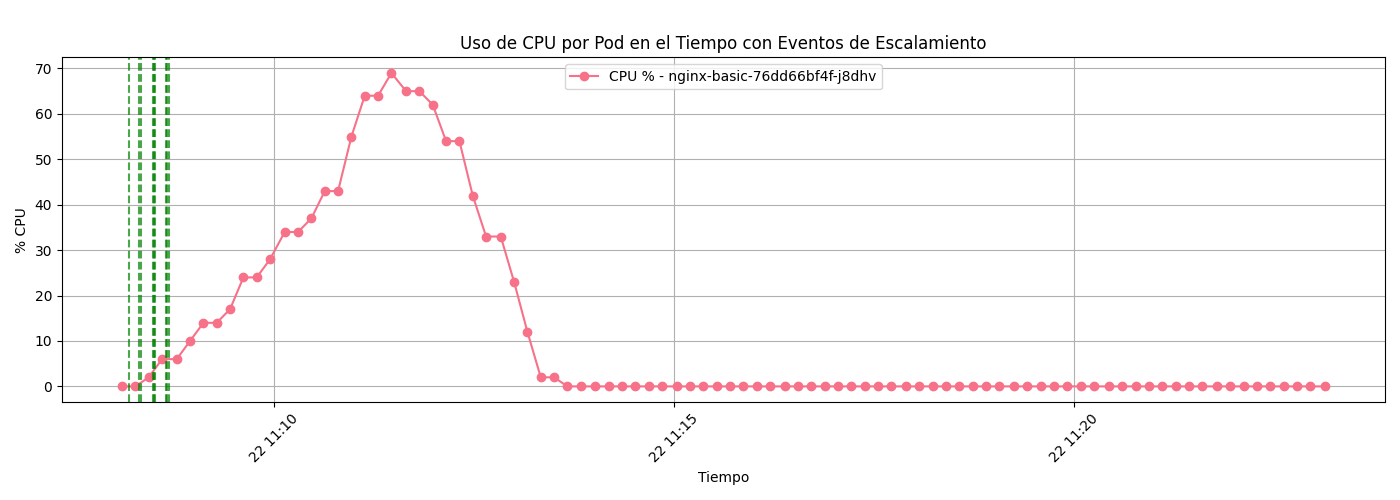 Uso de CPU por Pod en el Tiempo con Eventos de Escalamiento
CPU % - nginx-basic-76dd66bf4f-j8dhv
% CPU
70
60
50
40
30
20
10
0
22 11:10
22 11:15
22 11:20
Tiempo